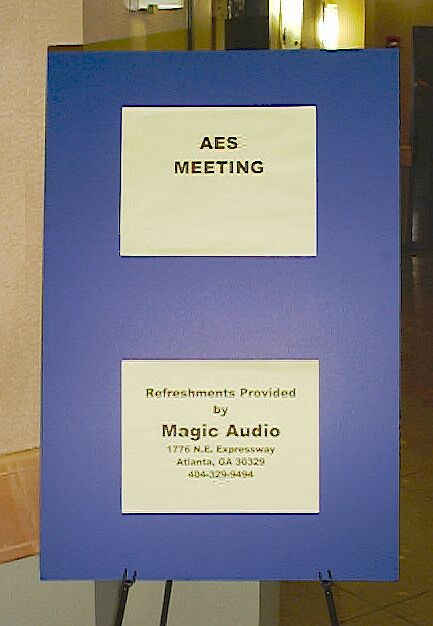 AES
MEETING
Refreshments Provided
by
Magic Audio
1776 N.E. Expressway
Atlanta, GA 30329
404-329-9494